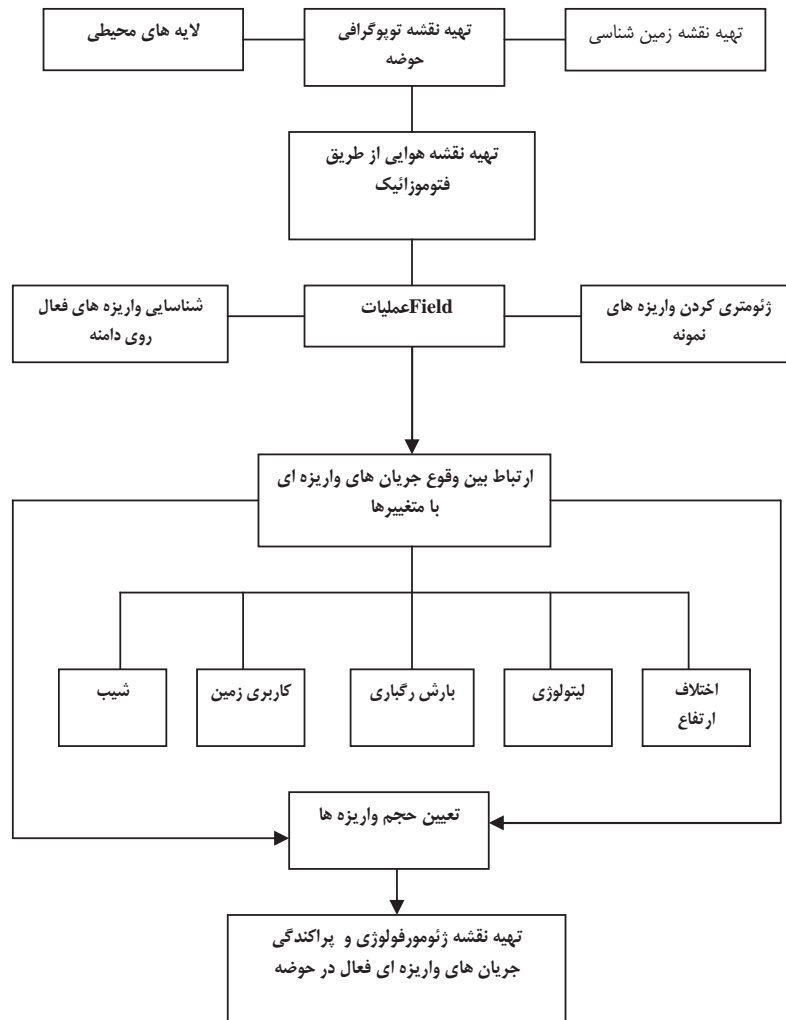 تهیه نقشه زمین شناسی
تهیه نقشه توپوگرافی
حوضه
لایه های محیطی
تهیه نقشه هوایی از طریق
فتوموزائیک
ژئومتری کردن واریزه های
نمونه
عملیاتField
شناسایی واریزه های فعال
روی دامنه
ارتباط بین وقوع جریان های واریزه ای
با متغییرها
اختلاف
ارتفاع
لیتولوژی
بارش رگباری
کاربری زمین
شیب
تعیین حجم واریزه ها
تهیه نقشه ژئومورفولوژی و پراکندگی
جریان های واریزه ای فعال در حوضه